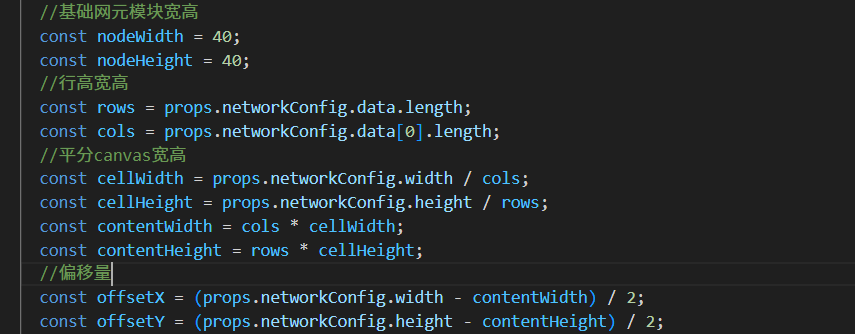 //基础网元模块宽高
const nodeWidth = 40;
const nodeHeight = 40;
//行高宽高
const rows = props.networkConfig.data.length;
const cols = props.networkConfig.data[0].length;
//平分canvas宽高
const cellWidth = props.networkConfig.width / cols;
const cellHeight = props.networkConfig.height / rows;
const contentWidth = cols * cellWidth;
const contentHeight = rows * cellHeight;
//偏移量
const offsetX = (props.networkConfig.width - contentWidth) / 2;
const offsetY = (props.networkConfig.height - contentHeight) / 2;